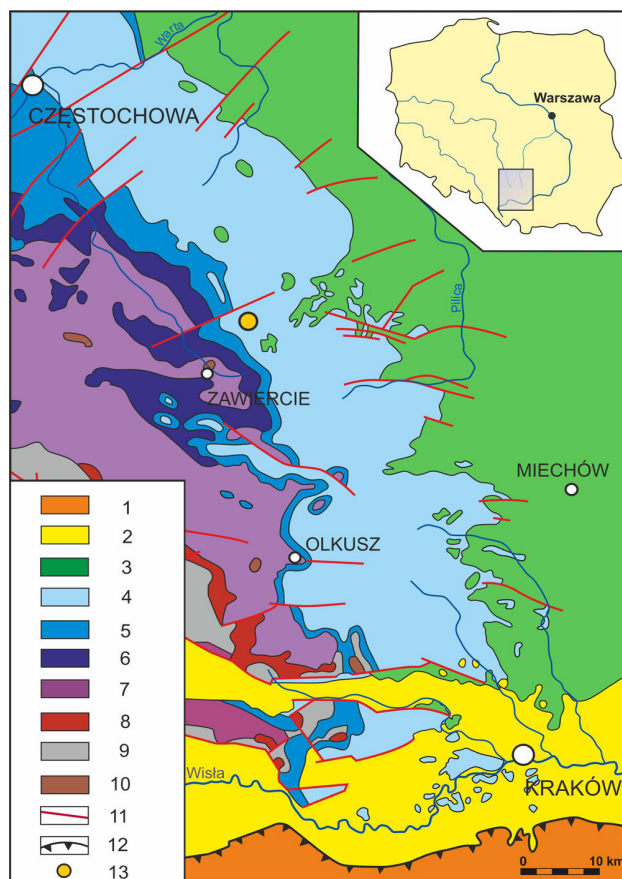 Warta
Warszawa
CZĘSTOCHOWA
Pilica
ZAWIERCIE
MIECHÓW
OLKUSZ
1
2
3
4
5
6
7
8
9
10
11
12
13
Wisła
KRAKÓW
0 10 km